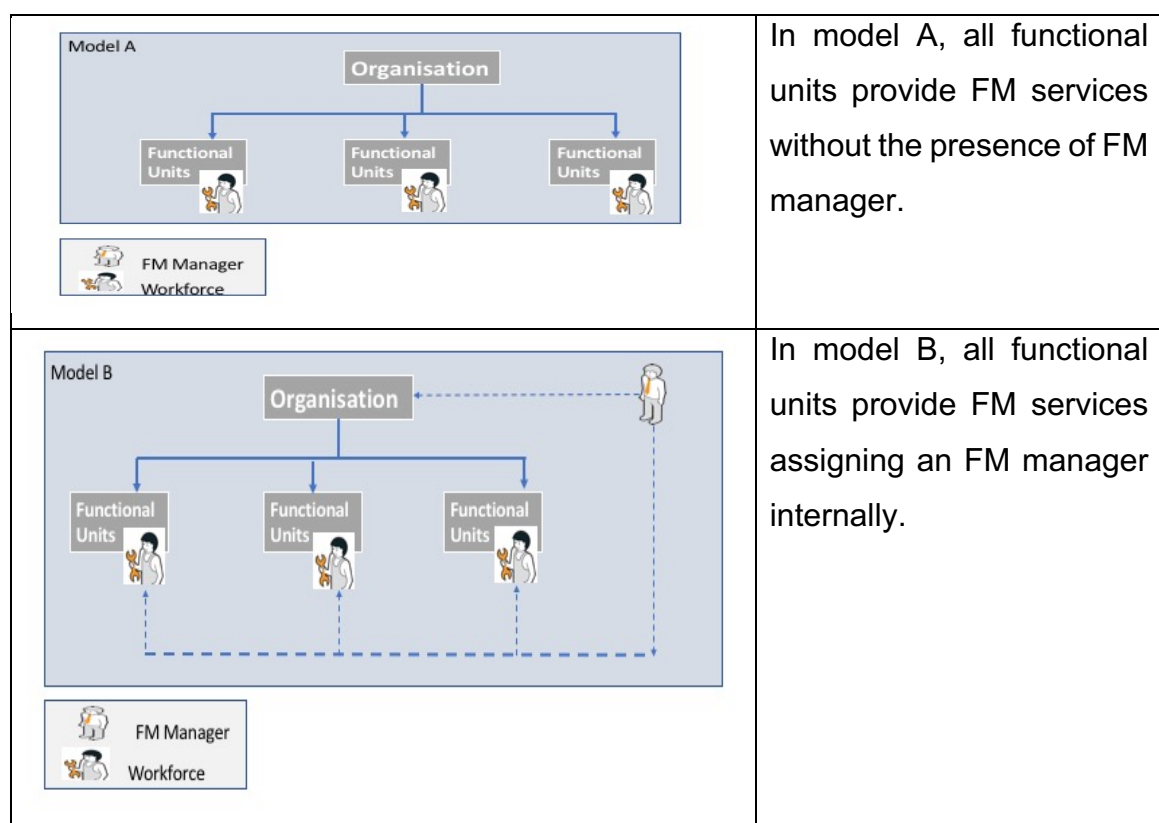 Model A
Organisation
Functional
Units
Functional
Units
Functional
Units
FM Manager
Workforce
In model A, all functional
units provide FM services
without the presence of FM
manager.
Model B
Organisation
Functional
Units
Functional
Units
Functional
Units
FM Manager
Workforce
In model B, all functional
units provide FM services
assigning an FM manager
internally.